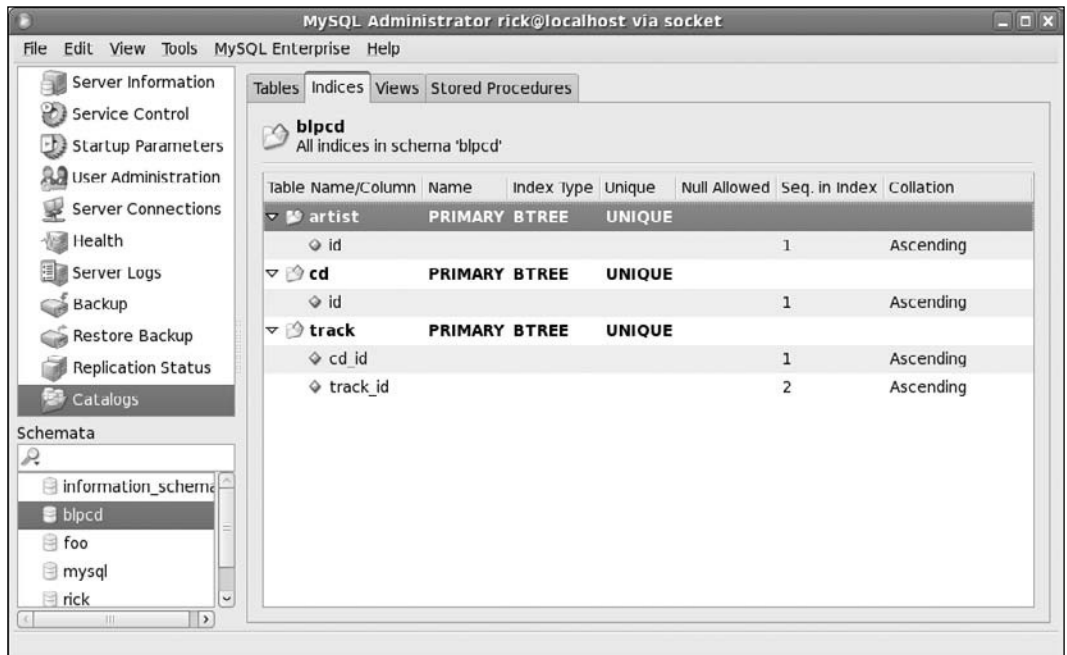 MySQL Administrator rick@localhost via socket
File Edit View Tools MySQL Enterprise Help
Server Information
Service Control
Startup Parameters
User Administration
Server Connections
Health
Server Logs
Backup
Restore Backup
Replication Status
Catalogs
Schemata
information_schema
blpcd
foo
mysql
rick
Tables Indices Views Stored Procedures
blpcd
All indices in schema 'blpcd'
Table Name/Column Name Index Type Unique Null Allowed Seq. in Index Collation
artist PRIMARY BTREE UNIQUE
id 1 Ascending
cd PRIMARY BTREE UNIQUE
id 1 Ascending
track PRIMARY BTREE UNIQUE
cd_id 1 Ascending
track_id 2 Ascending